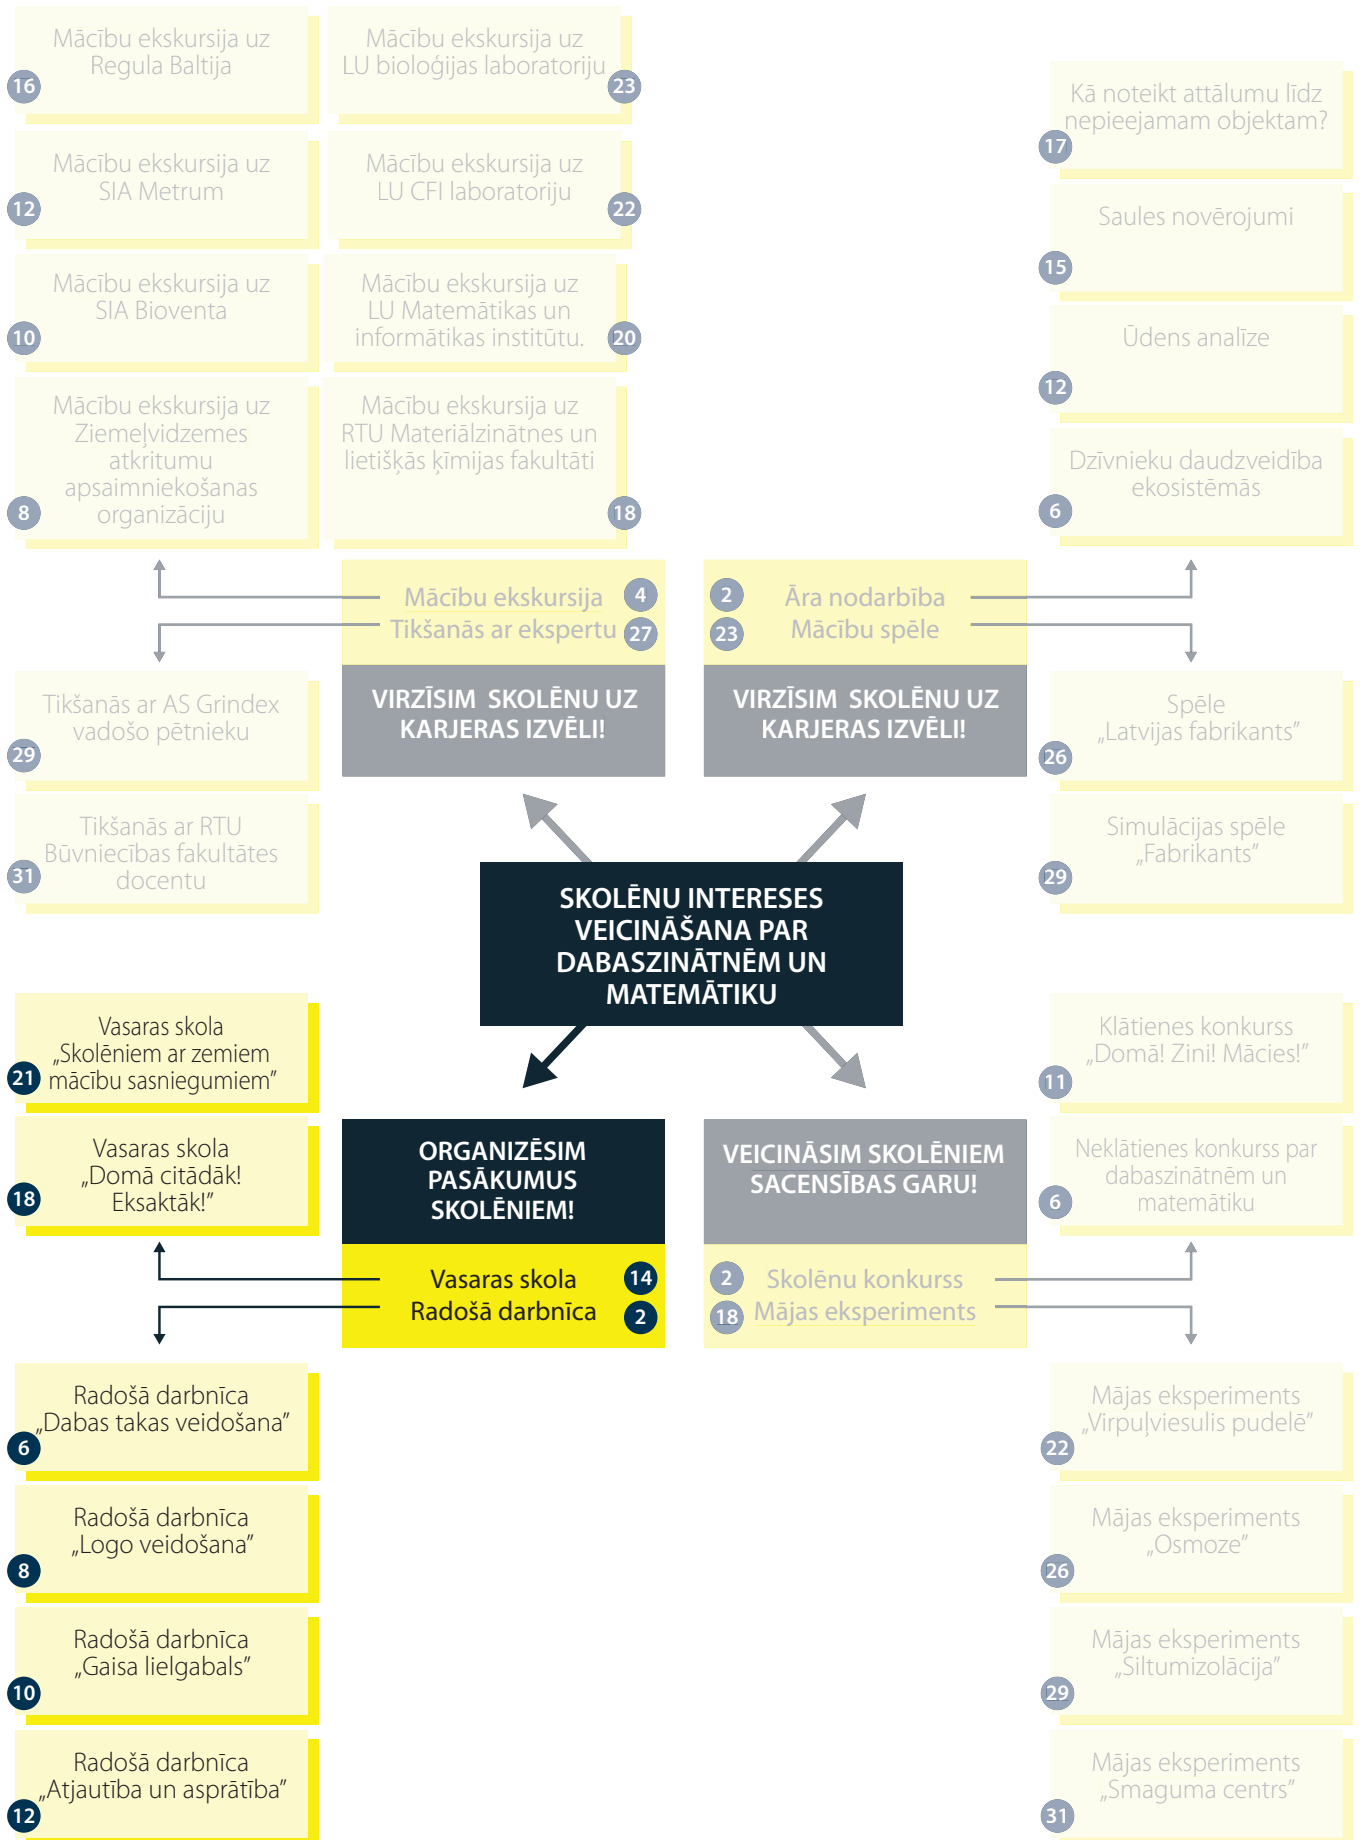 Mācību ekskursija uz
Regula Baltija
16
Mācību ekskursija uz
LU bioloģijas laboratoriju
23
Mācību ekskursija uz
SIA Metrum
12
Mācību ekskursija uz
LU CFI laboratoriju
22
Mācību ekskursija uz
SIA Bioventa
10
Mācību ekskursija uz
LU Matemātikas un
informātikas institūtu.
20
Mācību ekskursija uz
Ziemeļvidzemes
atkritumu
apsaimniekošanas
organizāciju
8
Mācību ekskursija uz
RTU Materiālzinātnes un
lietišķās ķīmijas fakultāti
18
Kā noteikt attālumu līdz
nepieejamam objektam?
17
Saules novērojumi
15
Ūdens analīze
12
Dzīvnieku daudzveidība
ekosistēmās
6
Mācību ekskursija 4
Tikšanās ar ekspertu 27
VIRZĪSIM SKOLĒNU UZ
KARJERAS IZVĒLI!
2 Āra nodarbība
23 Mācību spēle
VIRZĪSIM SKOLĒNU UZ
KARJERAS IZVĒLI!
Tikšanās ar AS Grindex
vadošo pētnieku
29
Tikšanās ar RTU
Būvniecības fakultātes
docentu
31
Spēle
„Latvijas fabrikants”
26
Simulācijas spēle
„Fabrikants”
29
SKOLĒNU INTERESES
VEICINĀŠANA PAR
DABASZINĀTNĒM UN
MATEMĀTIKU
Vasaras skola
„Skolēniem ar zemiem
mācību sasniegumiem”
21
Vasaras skola
„Domā citādāk!
Eksaktāk!”
18
ORGANIZĒSIM
PASĀKUMUS
SKOLĒNIEM!
Vasaras skola 14
Radošā darbnīca 2
VEICINĀSIM SKOLĒNIEM
SACENSĪBAS GARU!
2 Skolēnu konkurss
18 Mājas eksperiments
Klātienes konkurss
„Domā! Zini! Mācies!”
11
Neklātienes konkurss par
dabaszinātnēm un
matemātiku
6
Radošā darbnīca
„Dabas takas veidošana”
6
Radošā darbnīca
„Logo veidošana”
8
Radošā darbnīca
„Gaisa lielgabals”
10
Radošā darbnīca
„Atjautība un asprātība”
12
Mājas eksperiments
„Virpuļviesulis pudelē”
22
Mājas eksperiments
„Osmoze”
26
Mājas eksperiments
„Siltumizolācija”
29
Mājas eksperiments
„Smaguma centrs”
31